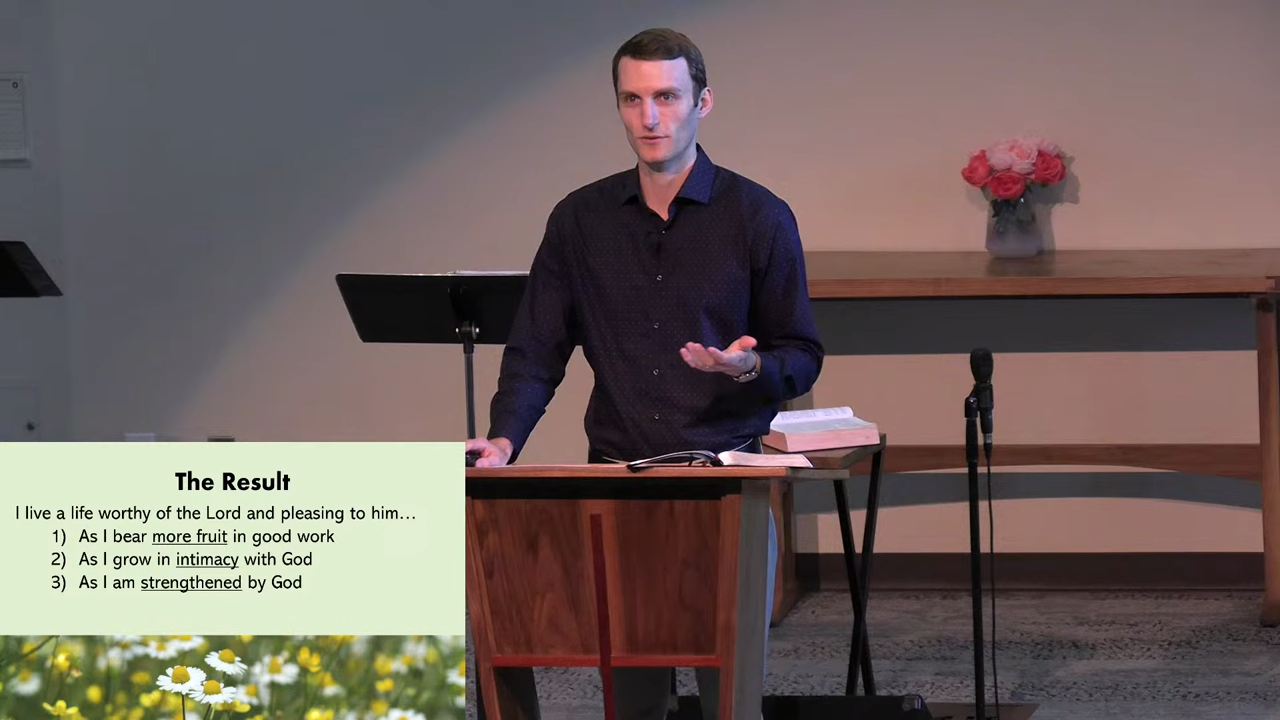 The Result
I live a life worthy of the Lord and pleasing to him…
1) As I bear more fruit in good work
2) As I grow in intimacy with God
3) As I am strengthened by God